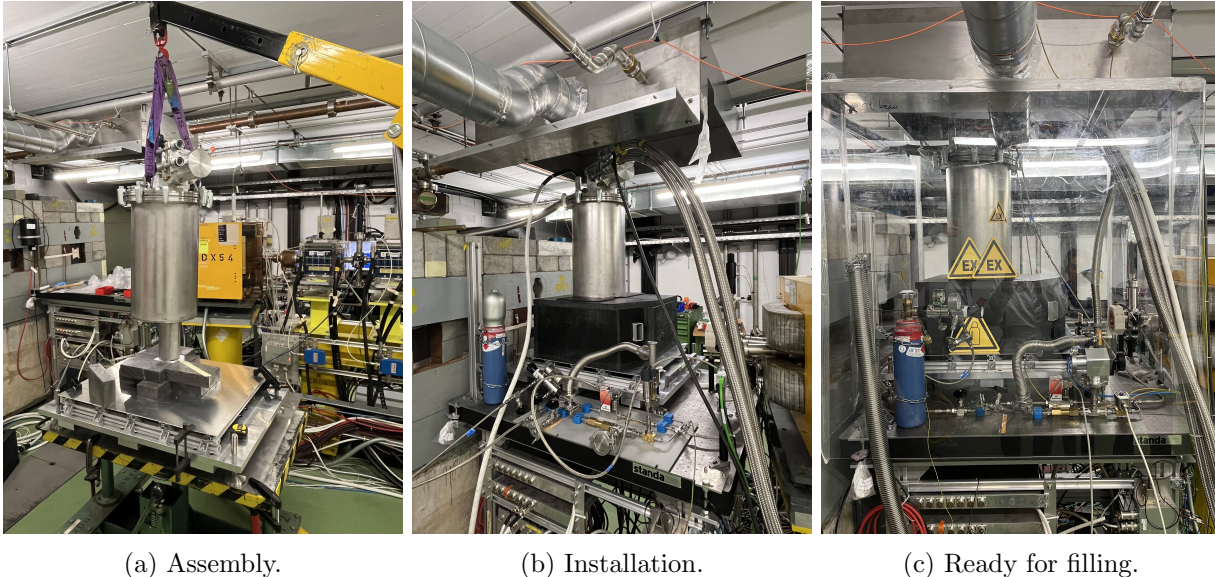 DX54
standa
EX EX
standa
(a) Assembly.
(b) Installation.
(c) Ready for filling.